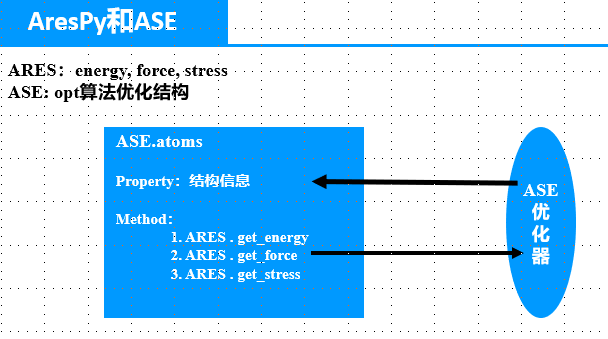 AresPy和ASE
ARES：energy, force, stress
ASE: opt算法优化结构
ASE.atoms
Property：结构信息
Method：
1. ARES . get_energy
2. ARES . get_force
3. ARES . get_stress
ASE
优
化
器